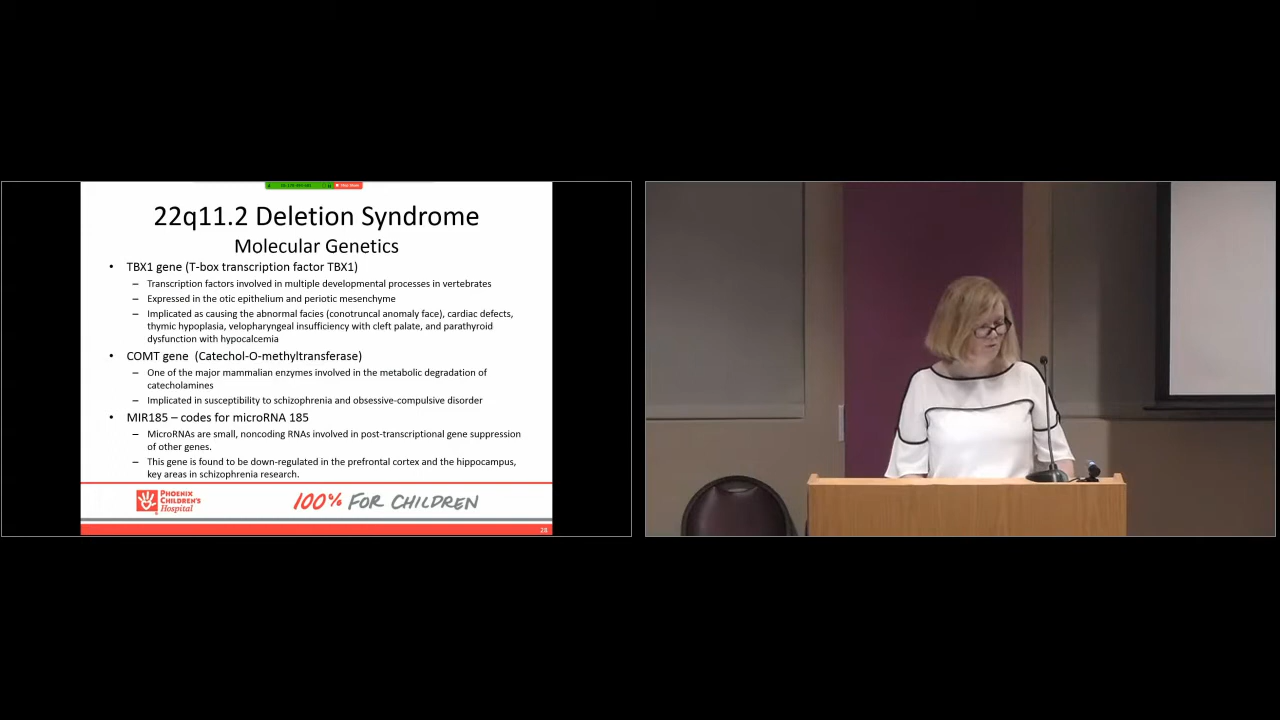 22q11.2 Deletion Syndrome
Molecular Genetics
• TBX1 gene (T-box transcription factor TBX1)
– Transcription factors involved in multiple developmental processes in vertebrates
– Expressed in the otic epithelium and periotic mesenchyme
– Implicated as causing the abnormal facies (conotruncal anomaly face), cardiac defects,
thymic hypoplasia, velopharyngeal insufficiency with cleft palate, and parathyroid
dysfunction with hypocalcemia
• COMT gene (Catechol-O-methyltransferase)
– One of the major mammalian enzymes involved in the metabolic degradation of
catecholamines
– Implicated in susceptibility to schizophrenia and obsessive-compulsive disorder
• MIR185 – codes for microRNA 185
– MicroRNAs are small, noncoding RNAs involved in post-transcriptional gene suppression
of other genes.
– This gene is found to be down-regulated in the prefrontal cortex and the hippocampus,
key areas in schizophrenia research.
PHOENIX
CHILDREN'S
Hospital
100% FOR CHILDREN
28